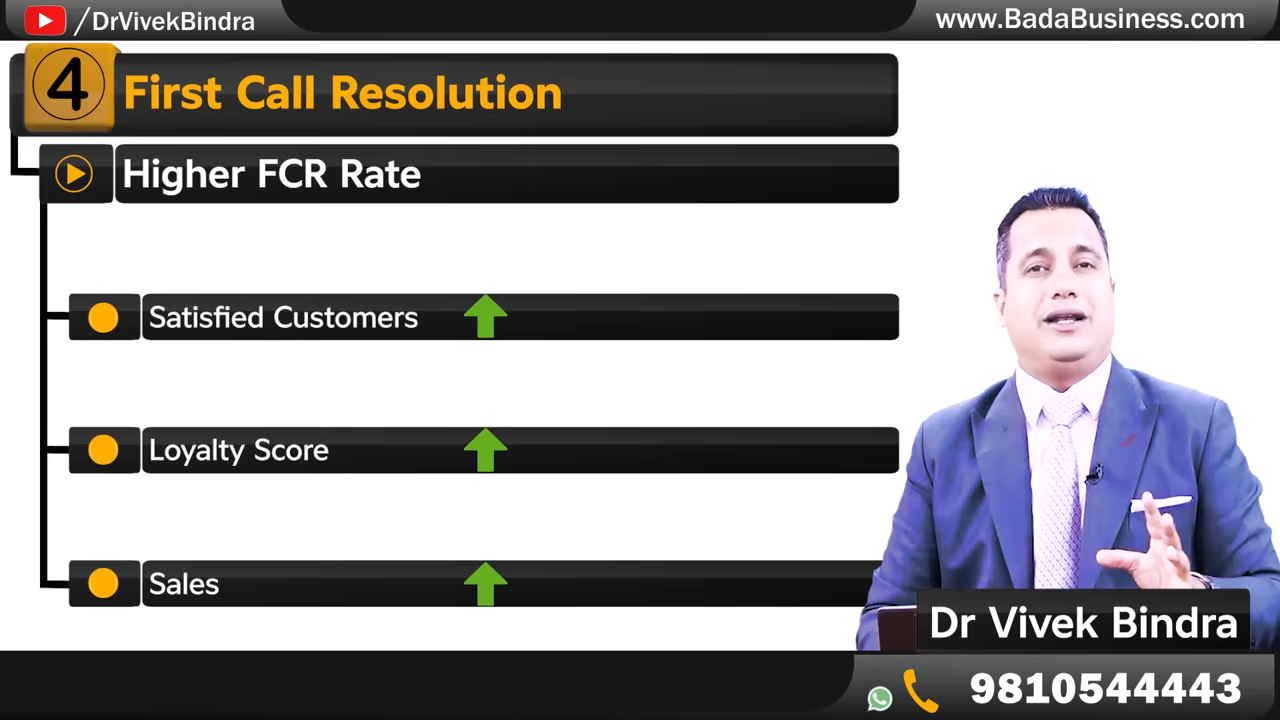 /DrVivekBindra
www.BadaBusiness.com
4 First Call Resolution
Higher FCR Rate
Satisfied Customers
Loyalty Score
Sales
Dr Vivek Bindra
9810544443